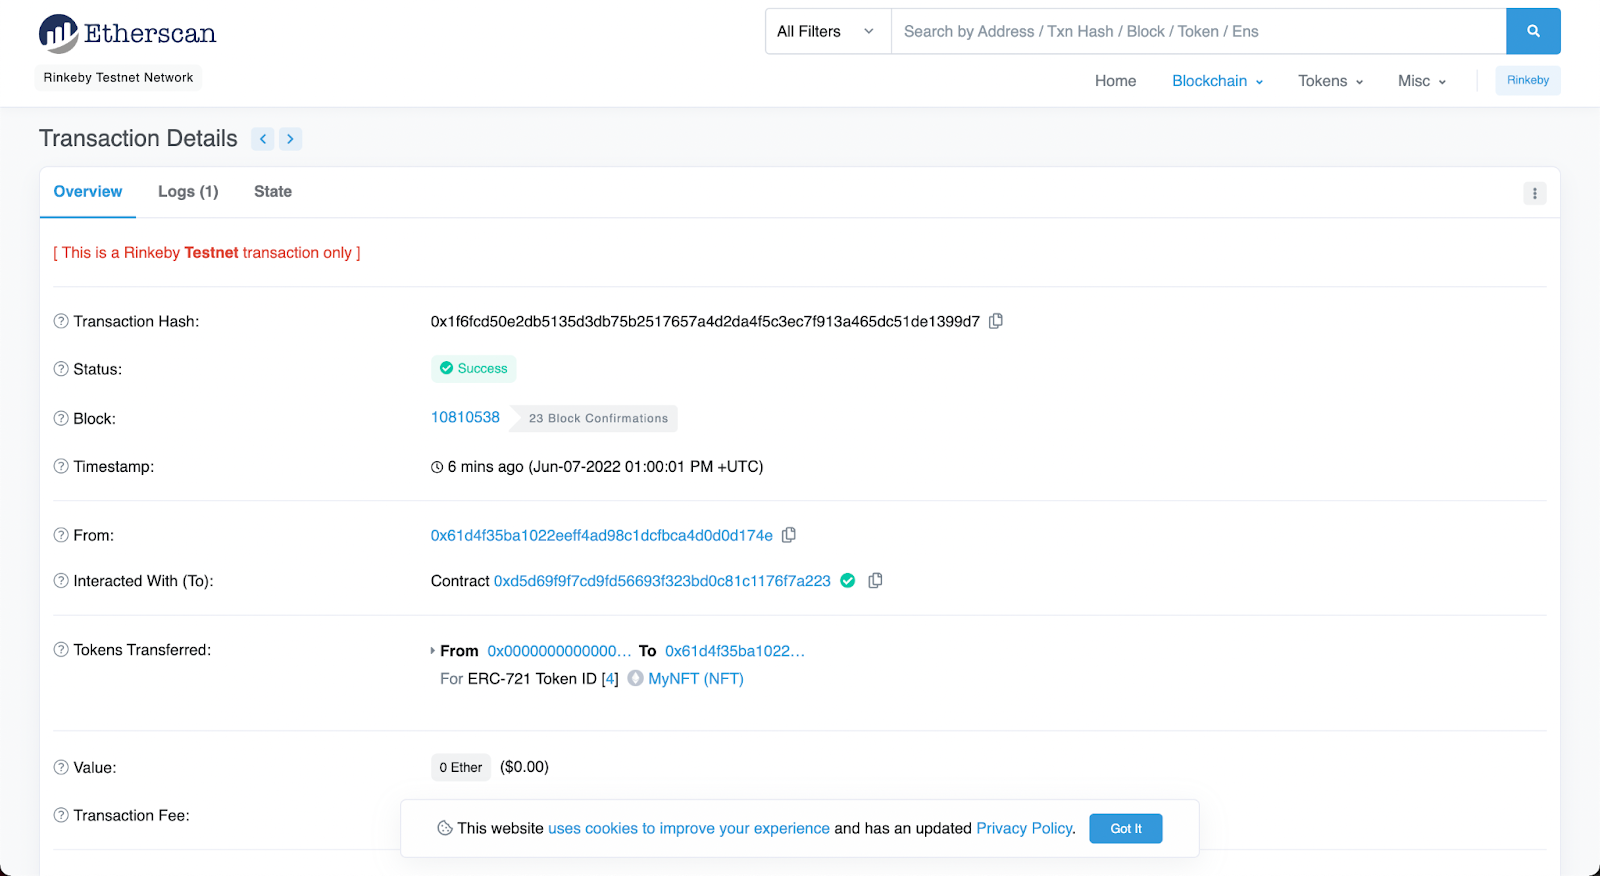 Etherscan
All Filters
Search by Address / Txn Hash / Block / Token / Ens
Rinkeby Testnet Network
Home
Blockchain
Tokens
Misc
Rinkeby
Transaction Details
Overview
Logs (1)
State
[ This is a Rinkeby Testnet transaction only ]
Transaction Hash:
0x1f6fcd50e2db5135d3db75b2517657a4d2da4f5c3ec7f913a465dc51de1399d7
Status:
Success
Block:
10810538
23 Block Confirmations
Timestamp:
6 mins ago (Jun-07-2022 01:00:01 PM +UTC)
From:
0x61d4f35ba1022eeff4ad98c1dcfbca4d0d0d174e
Interacted With (To):
Contract 0xd5d69f9f7cd9fd56693f323bd0c81c1176f7a223
Tokens Transferred:
From 0x0000000000000... To 0x61d4f35ba1022...
For ERC-721 Token ID [4] MyNFT (NFT)
Value:
0 Ether ($0.00)
Transaction Fee:
This website uses cookies to improve your experience and has an updated Privacy Policy.
Got It